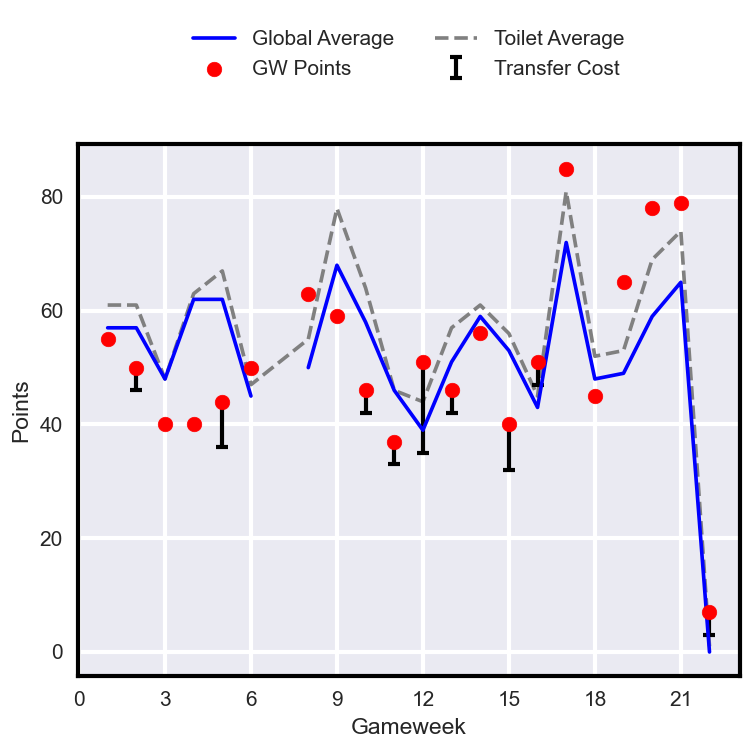 Global Average
Toilet Average
GW Points
Transfer Cost
80
60
40
20
0
Points
0 3 6 9 12 15 18 21
Gameweek